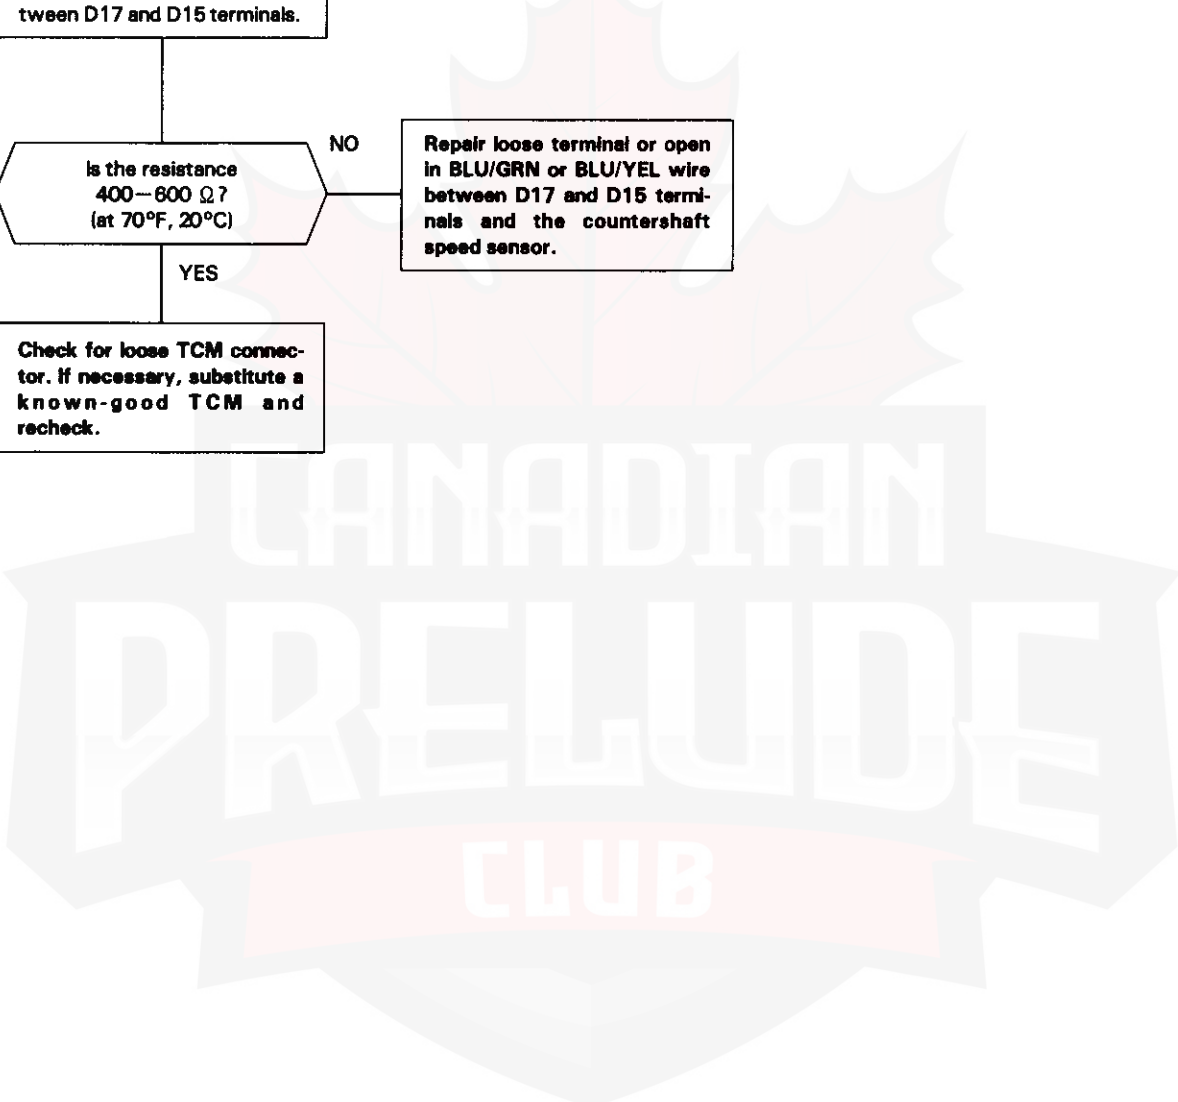 tween D17 and D15 terminals.
Is the resistance
400—600 Ω?
(at 70°F, 20°C)
NO
Repair loose terminal or open
in BLU/GRN or BLU/YEL wire
between D17 and D15 termi-
nals and the countershaft
speed sensor.
YES
Check for loose TCM connec-
tor. If necessary, substitute a
known-good TCM and
recheck.
CANADIAN
PRELUDE
CLUB